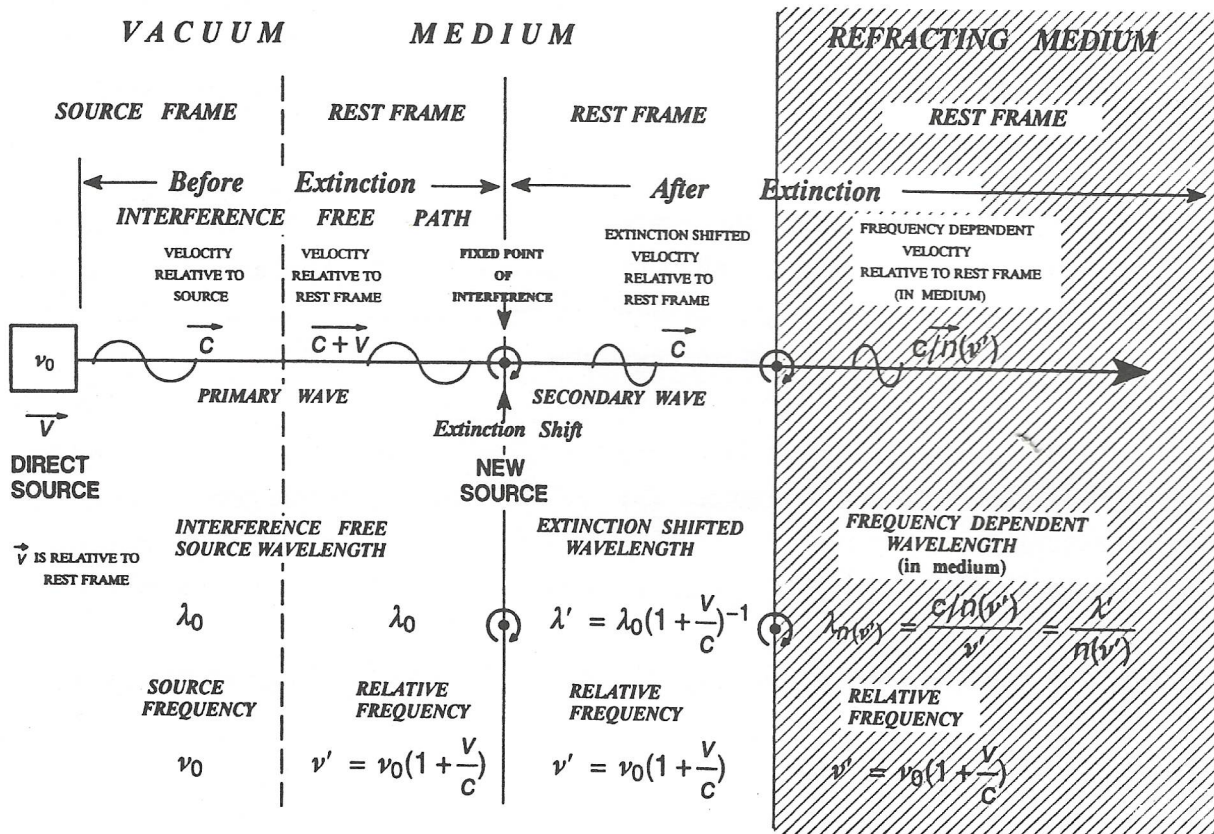 VACUUM MEDIUM REFRACTING MEDIUM
SOURCE FRAME REST FRAME REST FRAME REST FRAME
Before Extinction After Extinction
INTERFERENCE FREE PATH
VELOCITY
RELATIVE TO
SOURCE
VELOCITY
RELATIVE TO
REST FRAME
FIXED POINT
OF
INTERFERENCE
EXTINCTION SHIFTED
VELOCITY
RELATIVE TO
REST FRAME
FREQUENCY DEPENDENT
VELOCITY
RELATIVE TO REST FRAME
(IN MEDIUM)
ν₀ C C + V C c/n(ν′)
PRIMARY WAVE SECONDARY WAVE
V
Extinction Shift
DIRECT
SOURCE
NEW
SOURCE
V IS RELATIVE TO
REST FRAME
INTERFERENCE FREE
SOURCE WAVELENGTH
EXTINCTION SHIFTED
WAVELENGTH
FREQUENCY DEPENDENT
WAVELENGTH
(in medium)
λ₀ λ₀ λ′ = λ₀(1 + V/C)⁻¹ λn(ν′) = c/n(ν′)/ν′ = λ′/n(ν′)
SOURCE
FREQUENCY
RELATIVE
FREQUENCY
RELATIVE
FREQUENCY
RELATIVE
FREQUENCY
ν₀ ν′ = ν₀(1 + V/C) ν′ = ν₀(1 + V/C) ν′ = ν₀(1 + V/C)